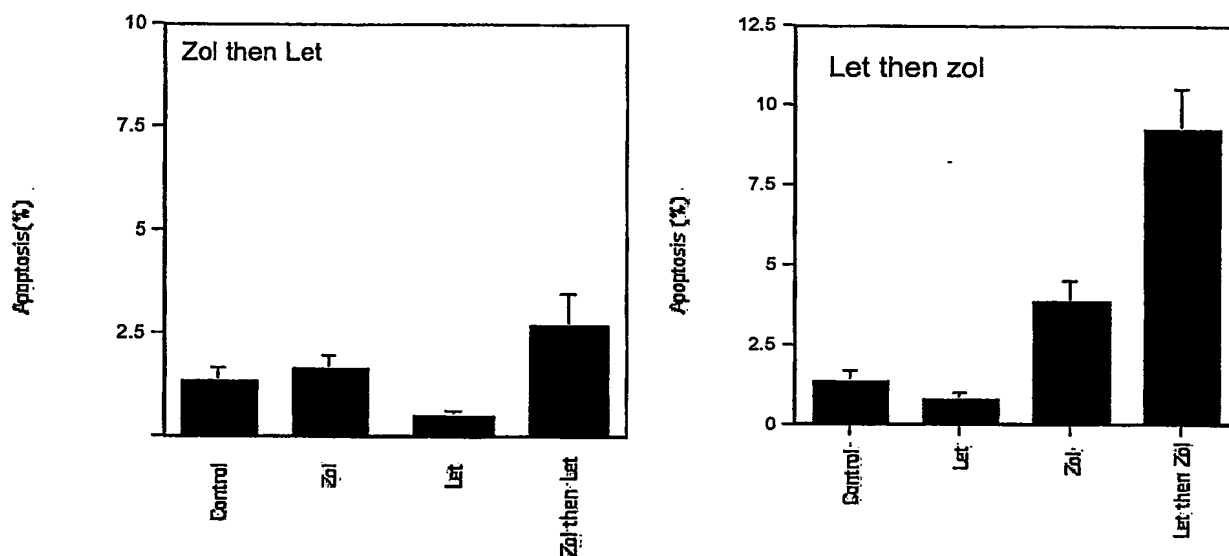 10
Zol then Let
7.5
5
2.5
Apoptosis(%)
Control
Zol
Let
Zol then Let
12.5
Let then zol
10
7.5
5
2.5
0
Apoptosis (%)
Control
Let
Zol
Let then Zol